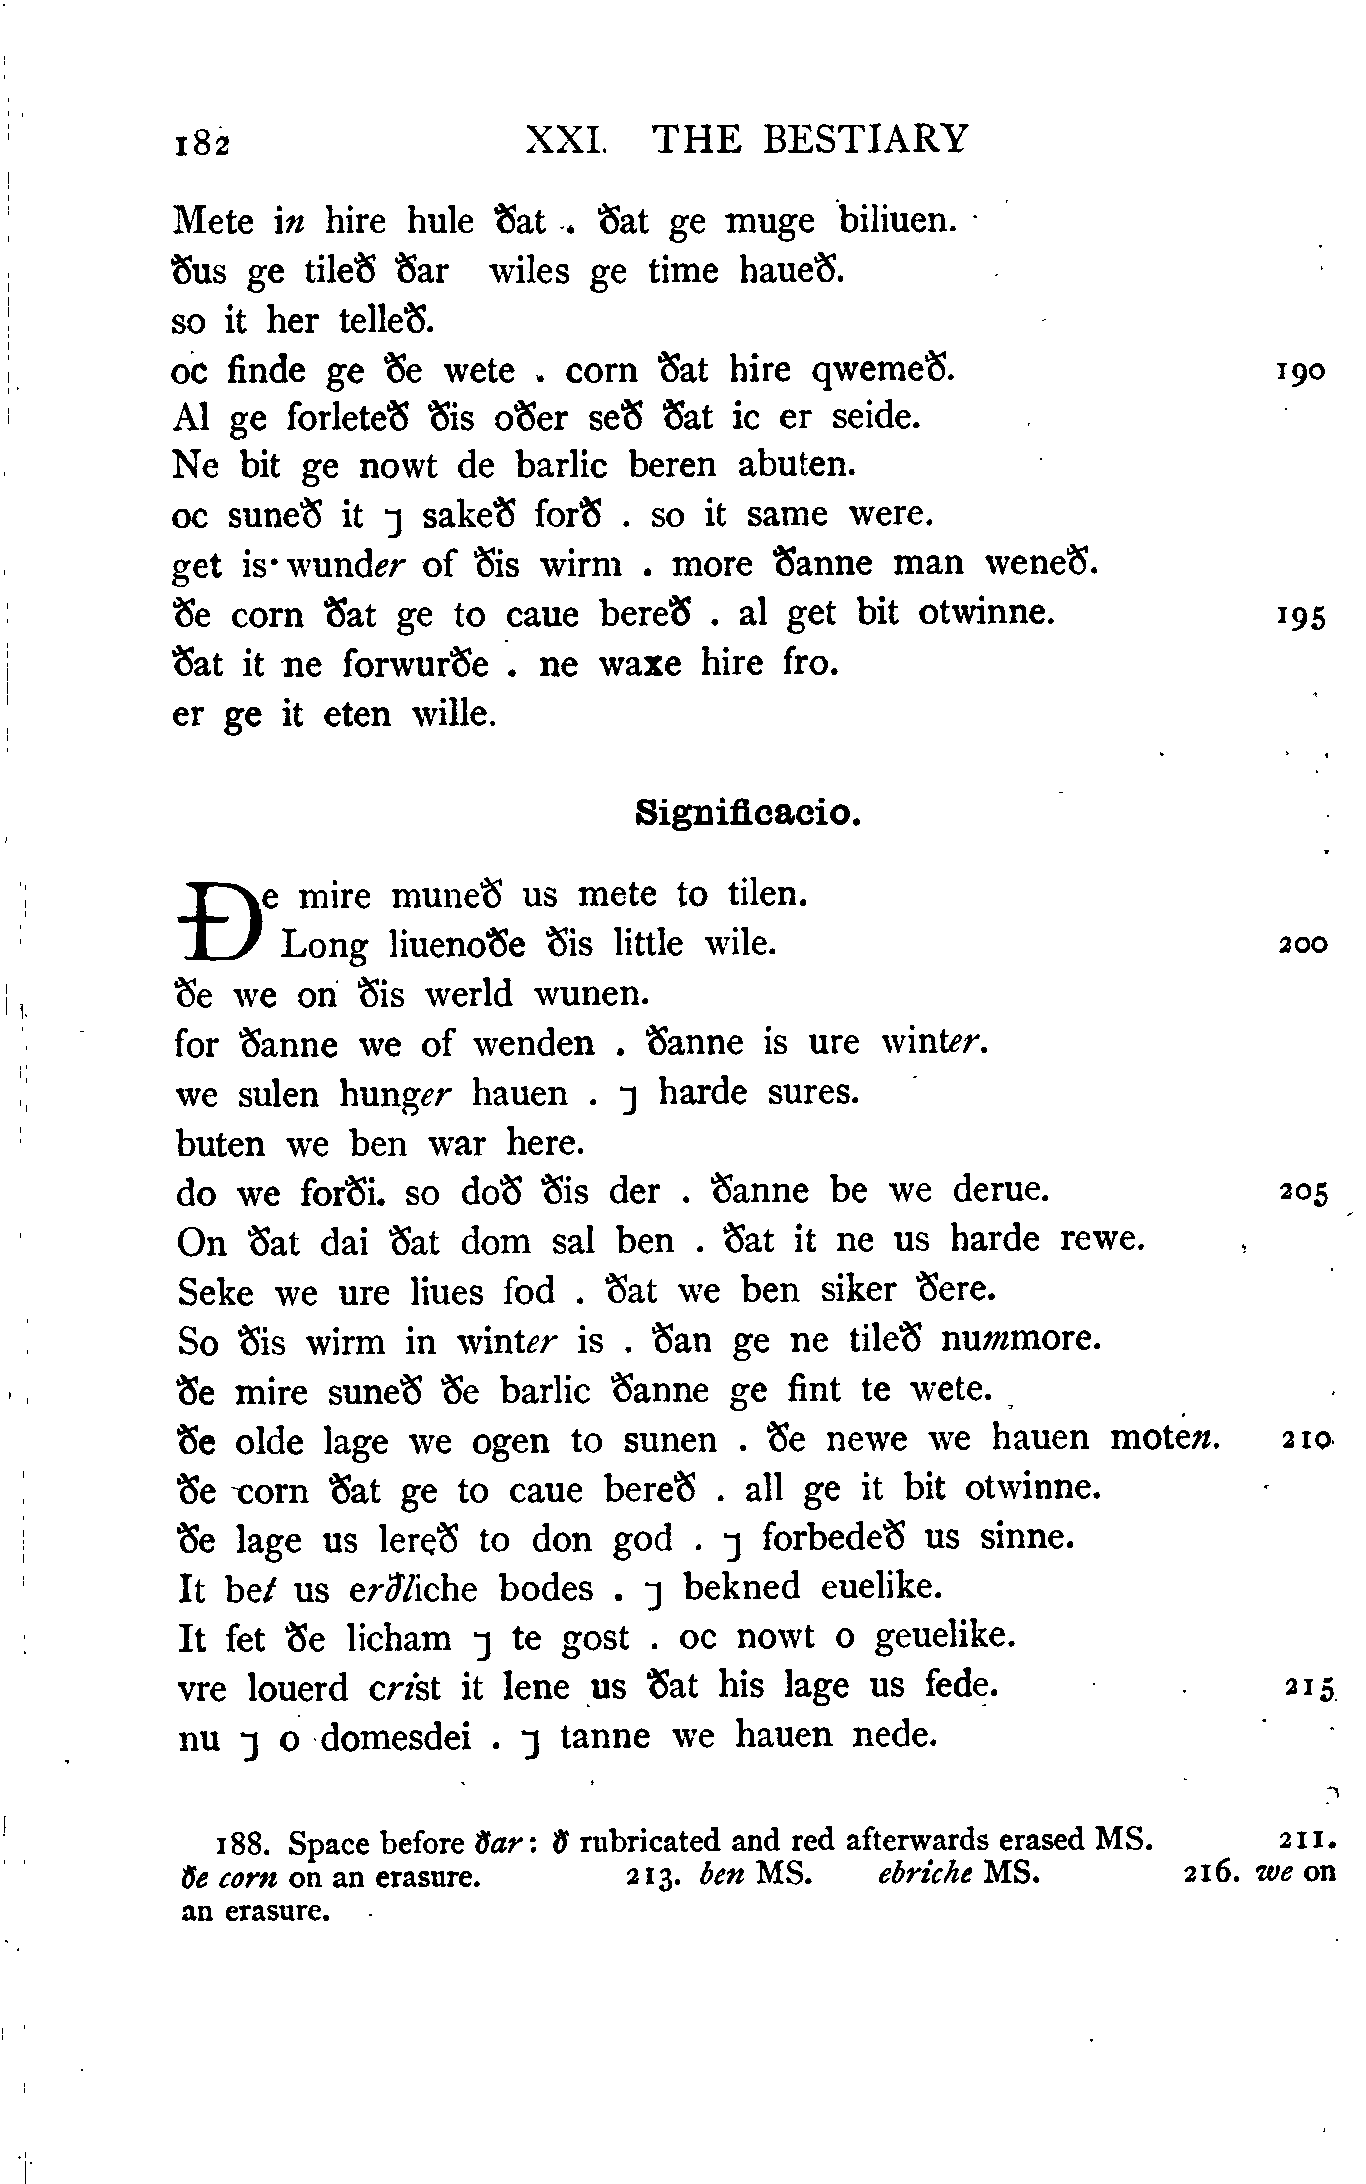 182 XXI. THE BESTIARY
Mete in hire hule ðat . ðat ge muge biliuen.
ðus ge tileð ðar wiles ge time haueð.
so it her telleð.
oc finde ge ðe wete . corn ðat hire qwemeð. 190
Al ge forleteð ðis oðer seð ðat ic er seide.
Ne bit ge nowt de barlic beren abuten.
oc suneð it ⁊ sakeð forð . so it same were.
get is wunder of ðis wirm . more ðanne man weneð.
ðe corn ðat ge to caue bereð . al get bit otwinne. 195
ðat it ne forwurðe . ne waxe hire fro.
er ge it eten wille.
Significacio.
Ðe mire muneð us mete to tilen.
Long liuenoðe ðis little wile. 200
ðe we on ðis werld wunen.
for ðanne we of wenden . ðanne is ure winter.
we sulen hunger hauen . ⁊ harde sures.
buten we ben war here.
do we forði. so doð ðis der . ðanne be we derue. 205
On ðat dai ðat dom sal ben . ðat it ne us harde rewe.
Seke we ure liues fod . ðat we ben siker ðere.
So ðis wirm in winter is . ðan ge ne tileð nummore.
ðe mire suneð ðe barlic ðanne ge fint te wete.
ðe olde lage we ogen to sunen . ðe newe we hauen moten. 210
ðe corn ðat ge to caue bereð . all ge it bit otwinne.
ðe lage us lereð to don god . ⁊ forbedeð us sinne.
It bet us erðliche bodes . ⁊ bekned euelike.
It fet ðe licham ⁊ te gost . oc nowt o geuelike.
vre louerd crist it lene us ðat his lage us fede. 215
nu ⁊ o domesdei . ⁊ tanne we hauen nede.
188. Space before ðar: ð rubricated and red afterwards erased MS. 211.
ðe corn on an erasure. 213. ben MS. ebriche MS. 216. we on
an erasure.